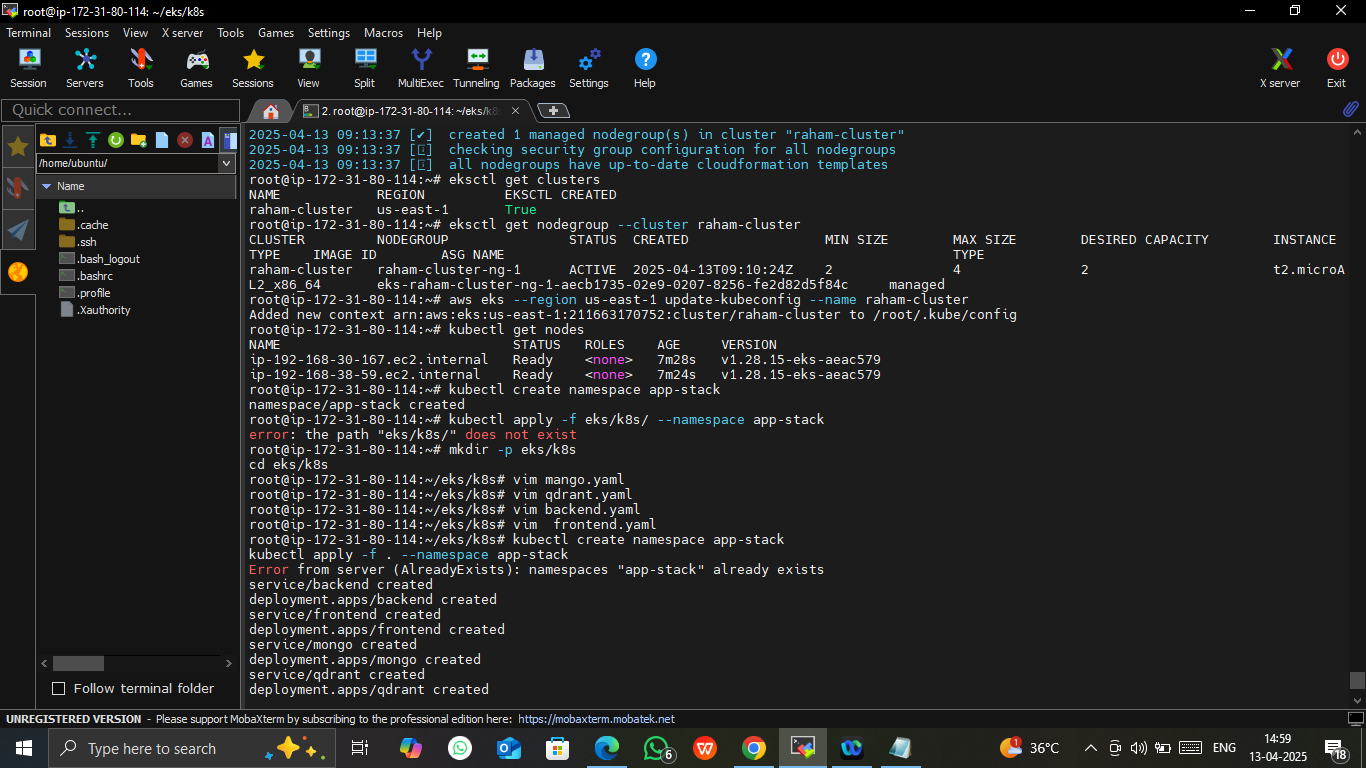 root@ip-172-31-80-114: ~/eks/k8s
Terminal Sessions View X server Tools Games Settings Macros Help
Session Servers Tools Games Sessions View Split MultiExec Tunneling Packages Settings Help X server Exit
Quick connect...
2. root@ip-172-31-80-114: ~/eks/k8s
/home/ubuntu/
Name
..
.cache
.ssh
.bash_logout
.bashrc
.profile
.Xauthority
Follow terminal folder
2025-04-13 09:13:37 [✔]  created 1 managed nodegroup(s) in cluster "raham-cluster"
2025-04-13 09:13:37 [ℹ]  checking security group configuration for all nodegroups
2025-04-13 09:13:37 [ℹ]  all nodegroups have up-to-date cloudformation templates
root@ip-172-31-80-114:~# eksctl get clusters
NAME REGION EKSCTL CREATED
raham-cluster us-east-1 True
root@ip-172-31-80-114:~# eksctl get nodegroup --cluster raham-cluster
CLUSTER NODEGROUP STATUS CREATED MIN SIZE MAX SIZE DESIRED CAPACITY INSTANCE
TYPE IMAGE ID ASG NAME TYPE
raham-cluster raham-cluster-ng-1 ACTIVE 2025-04-13T09:10:24Z 2 4 2 t2.microA
L2_x86_64 eks-raham-cluster-ng-1-aecb1735-02e9-0207-8256-fe2d82d5f84c managed
root@ip-172-31-80-114:~# aws eks --region us-east-1 update-kubeconfig --name raham-cluster
Added new context arn:aws:eks:us-east-1:211663170752:cluster/raham-cluster to /root/.kube/config
root@ip-172-31-80-114:~# kubectl get nodes
NAME STATUS ROLES AGE VERSION
ip-192-168-30-167.ec2.internal Ready <none> 7m28s v1.28.15-eks-aeac579
ip-192-168-38-59.ec2.internal Ready <none> 7m24s v1.28.15-eks-aeac579
root@ip-172-31-80-114:~# kubectl create namespace app-stack
namespace/app-stack created
root@ip-172-31-80-114:~# kubectl apply -f eks/k8s/ --namespace app-stack
error: the path "eks/k8s/" does not exist
root@ip-172-31-80-114:~# mkdir -p eks/k8s
cd eks/k8s
root@ip-172-31-80-114:~/eks/k8s# vim mango.yaml
root@ip-172-31-80-114:~/eks/k8s# vim qdrant.yaml
root@ip-172-31-80-114:~/eks/k8s# vim backend.yaml
root@ip-172-31-80-114:~/eks/k8s# vim  frontend.yaml
root@ip-172-31-80-114:~/eks/k8s# kubectl create namespace app-stack
kubectl apply -f . --namespace app-stack
Error from server (AlreadyExists): namespaces "app-stack" already exists
service/backend created
deployment.apps/backend created
service/frontend created
deployment.apps/frontend created
service/mongo created
deployment.apps/mongo created
service/qdrant created
deployment.apps/qdrant created
UNREGISTERED VERSION - Please support MobaXterm by subscribing to the professional edition here: https://mobaxterm.mobatek.net
Type here to search
6
1 36°C
ENG
14:59
13-04-2025
18